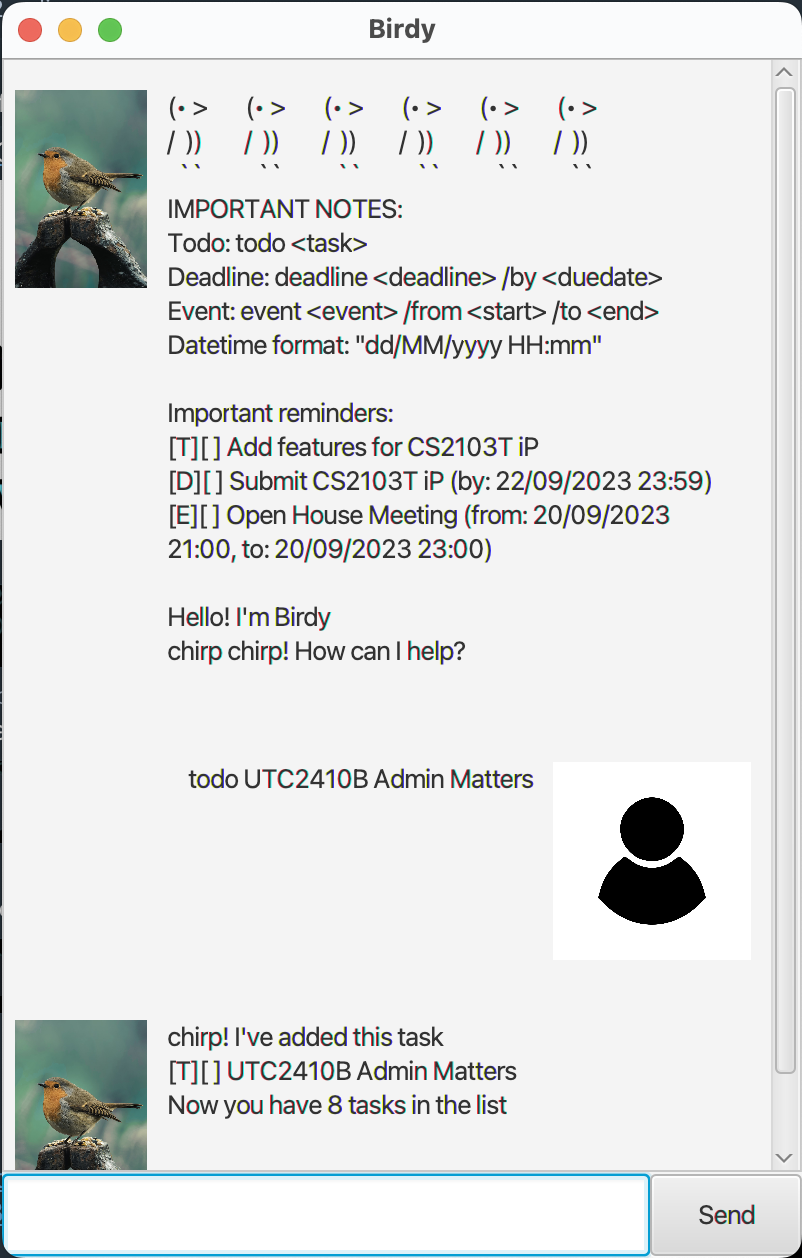 Birdy
(• >     (• >     (• >     (• >     (• >     (• >
/ ))     / ))     / ))     / ))     / ))     / ))
` `     ` `     ` `     ` `     ` `     ` `
IMPORTANT NOTES:
Todo: todo <task>
Deadline: deadline <deadline> /by <duedate>
Event: event <event> /from <start> /to <end>
Datetime format: "dd/MM/yyyy HH:mm"
Important reminders:
[T][ ] Add features for CS2103T iP
[D][ ] Submit CS2103T iP (by: 22/09/2023 23:59)
[E][ ] Open House Meeting (from: 20/09/2023
21:00, to: 20/09/2023 23:00)
Hello! I'm Birdy
chirp chirp! How can I help?
todo UTC2410B Admin Matters
chirp! I've added this task
[T][ ] UTC2410B Admin Matters
Now you have 8 tasks in the list
Send